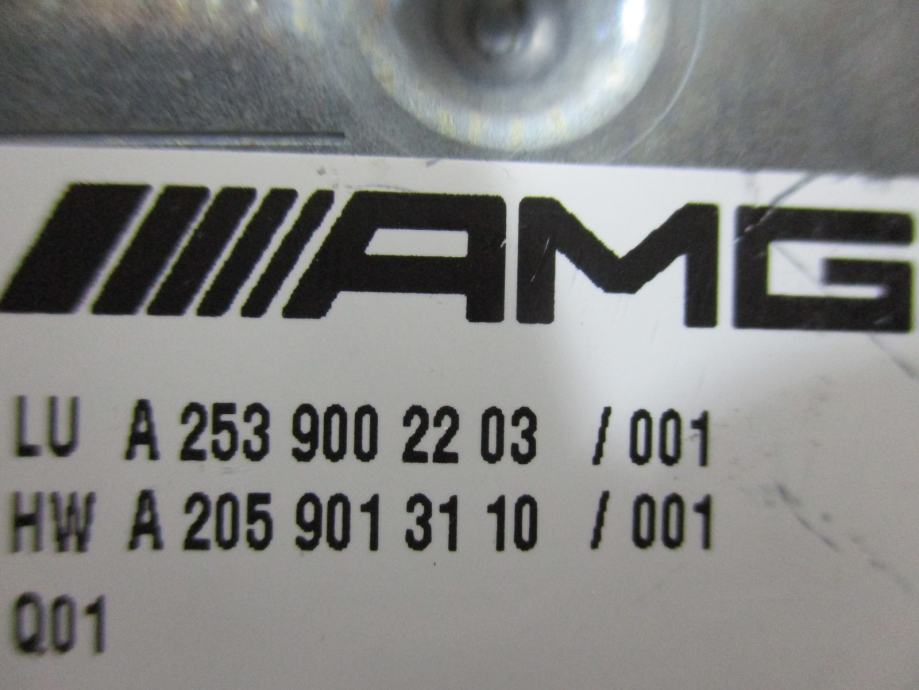 AMG
LU A 253 900 22 03 /001
HW A 205 901 31 10 /001
Q01